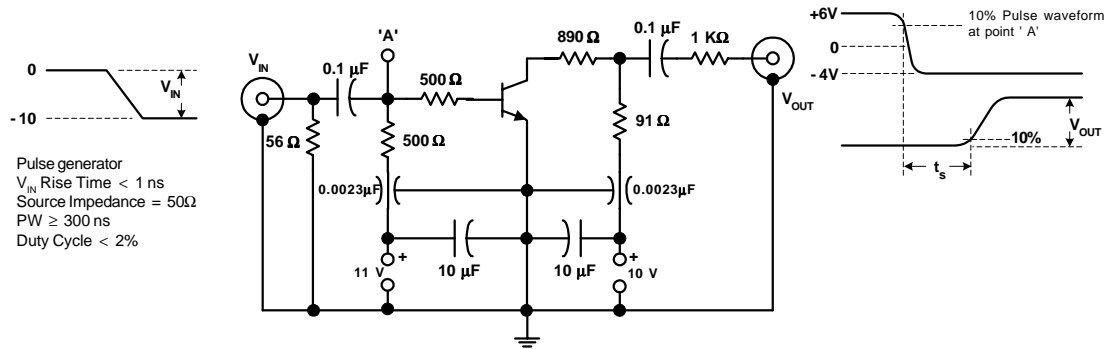 0
V_IN
- 10
Pulse generator
V_IN Rise Time < 1 ns
Source Impedance = 50Ω
PW ≥ 300 ns
Duty Cycle < 2%
V_IN
0.1 µF
'A'
500 Ω
56 Ω
500 Ω
0.0023µF
10 µF
11 V
+
890 Ω
0.1 µF
1 KΩ
V_OUT
91 Ω
0.0023µF
10 µF
+
10 V
+6V
0
- 4V
10% Pulse waveform
at point ' A'
10%
V_OUT
t_s